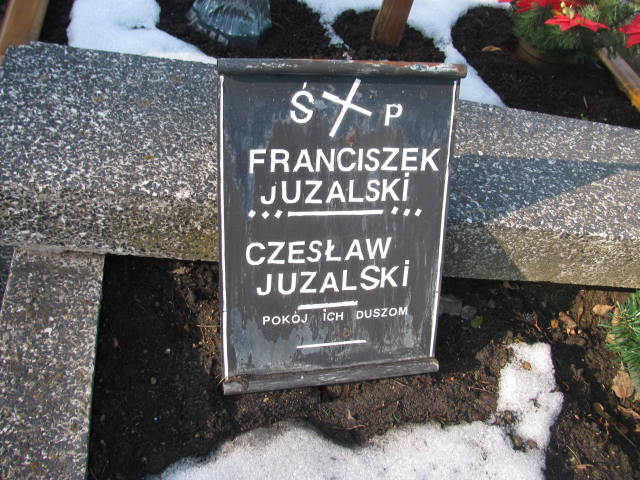 Ś P
FRANCISZEK
JUZALSKI
CZESŁAW
JUZALSKI
POKÓJ ICH DUSZOM